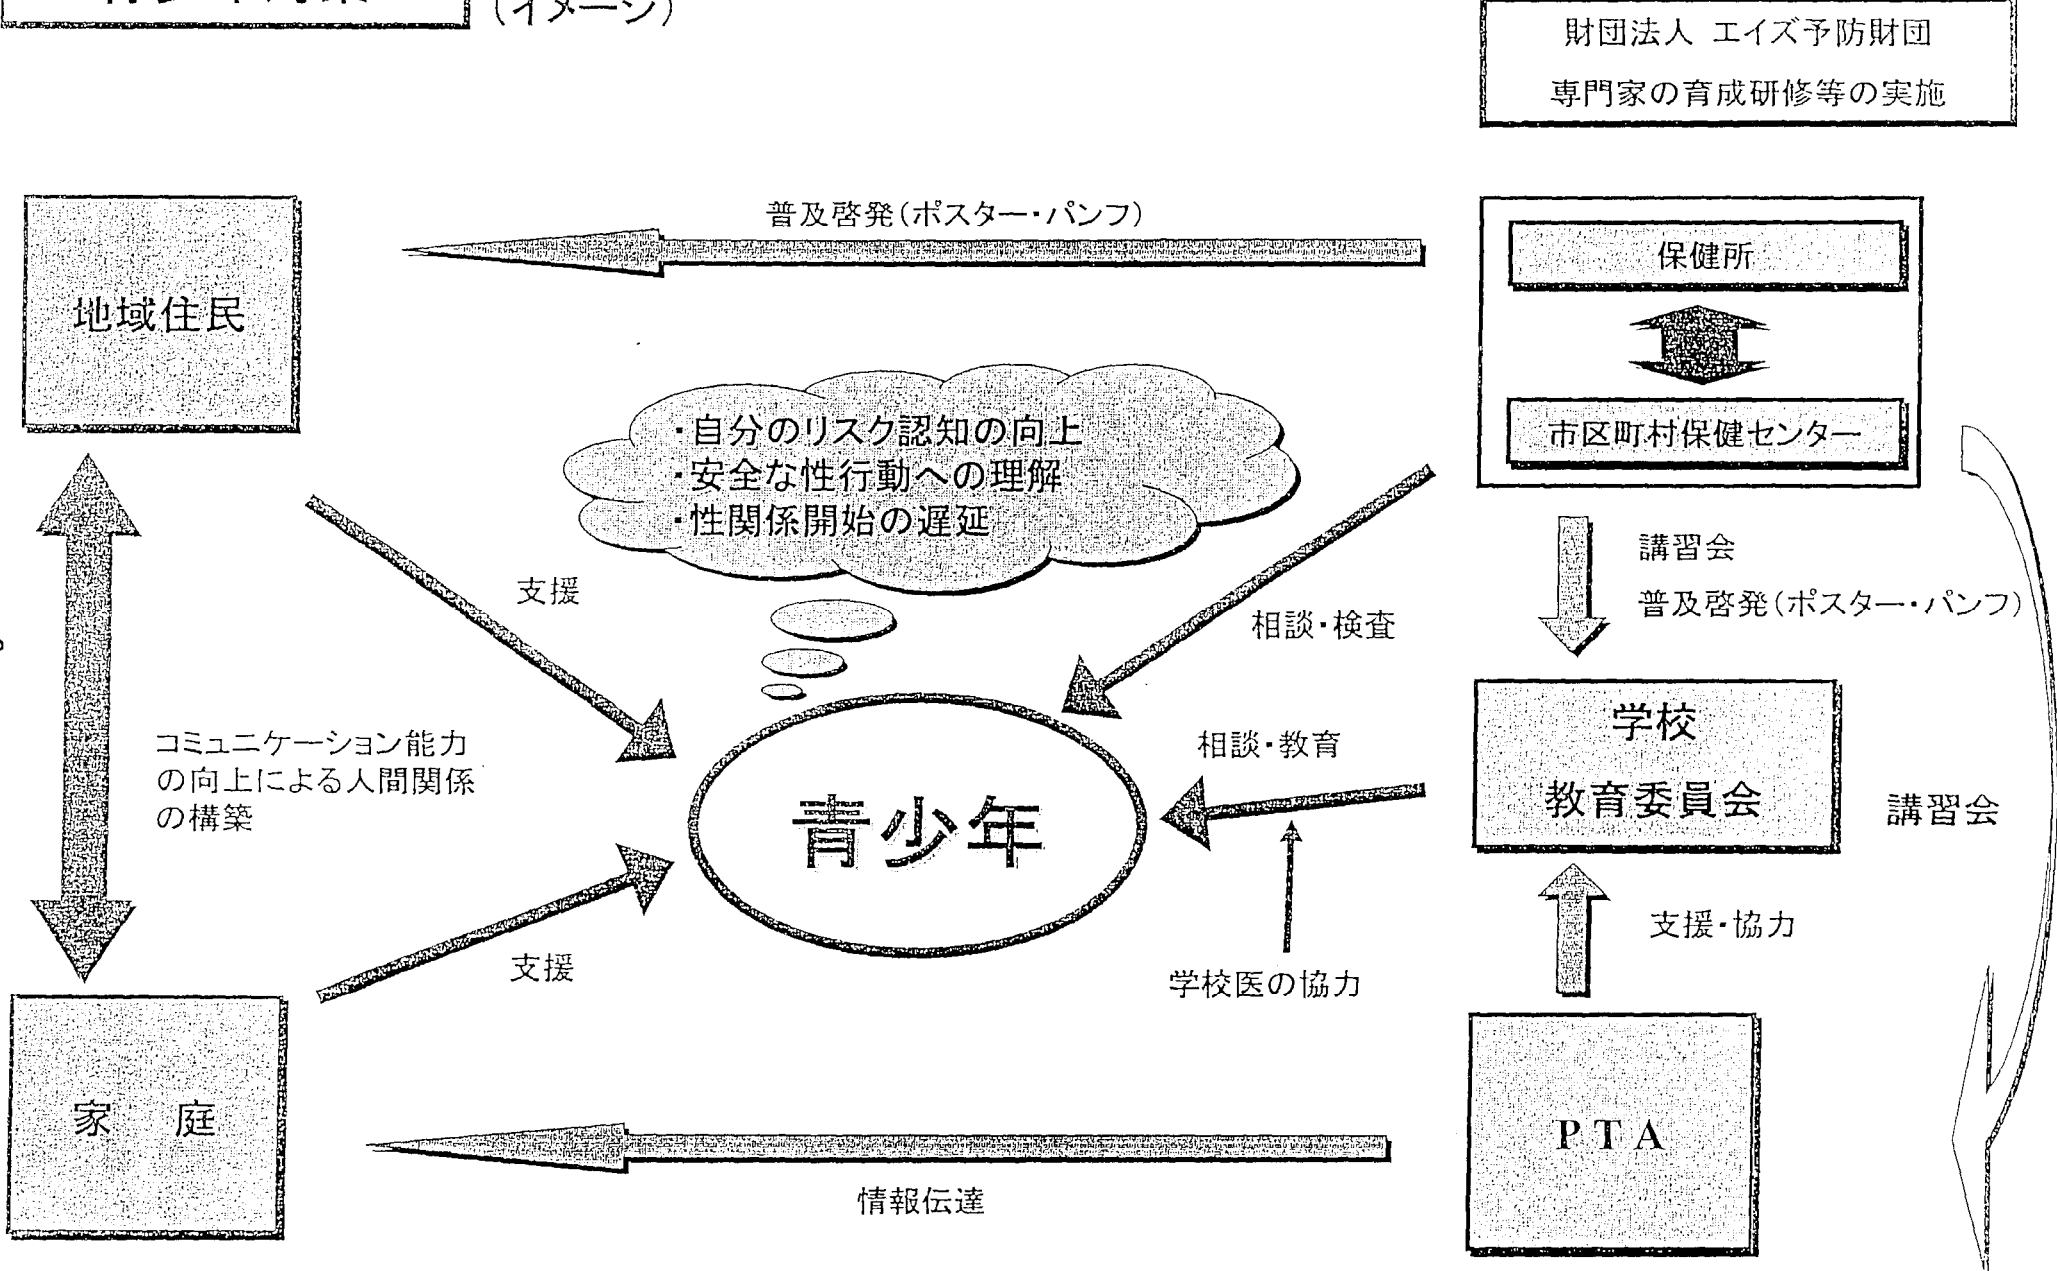 (イメージ)
財団法人 エイズ予防財団
専門家の育成研修等の実施
普及啓発(ポスター・パンフ)
保健所
地域住民
市区町村保健センター
・自分のリスク認知の向上
・安全な性行動への理解
・性関係開始の遅延
講習会
普及啓発(ポスター・パンフ)
支援
相談・検査
学校
教育委員会
コミュニケーション能力
の向上による人間関係
の構築
相談・教育
青少年
講習会
支援・協力
支援
学校医の協力
家 庭
PTA
情報伝達